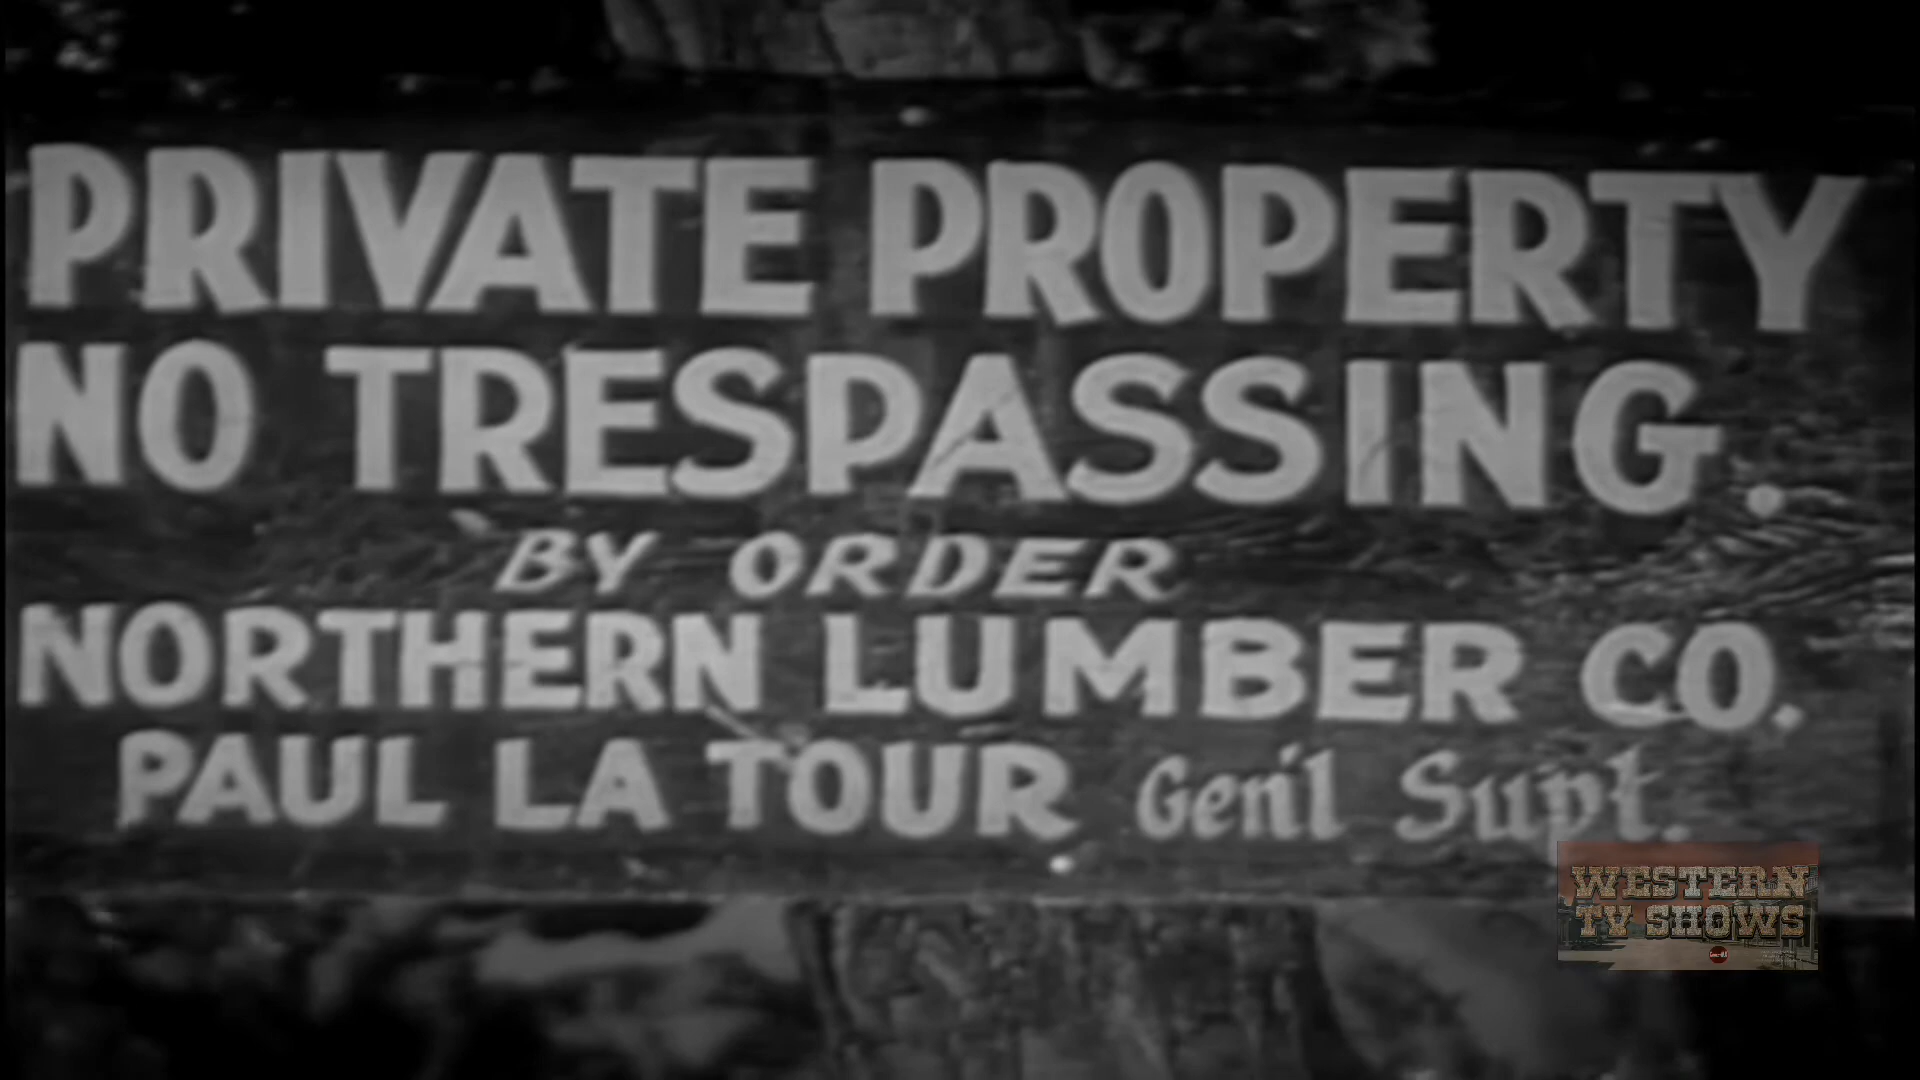 PRIVATE PROPERTY
NO TRESPASSING.
BY ORDER
NORTHERN LUMBER CO.
PAUL LA TOUR Gen'l Supt.
WESTERN
TV SHOWS